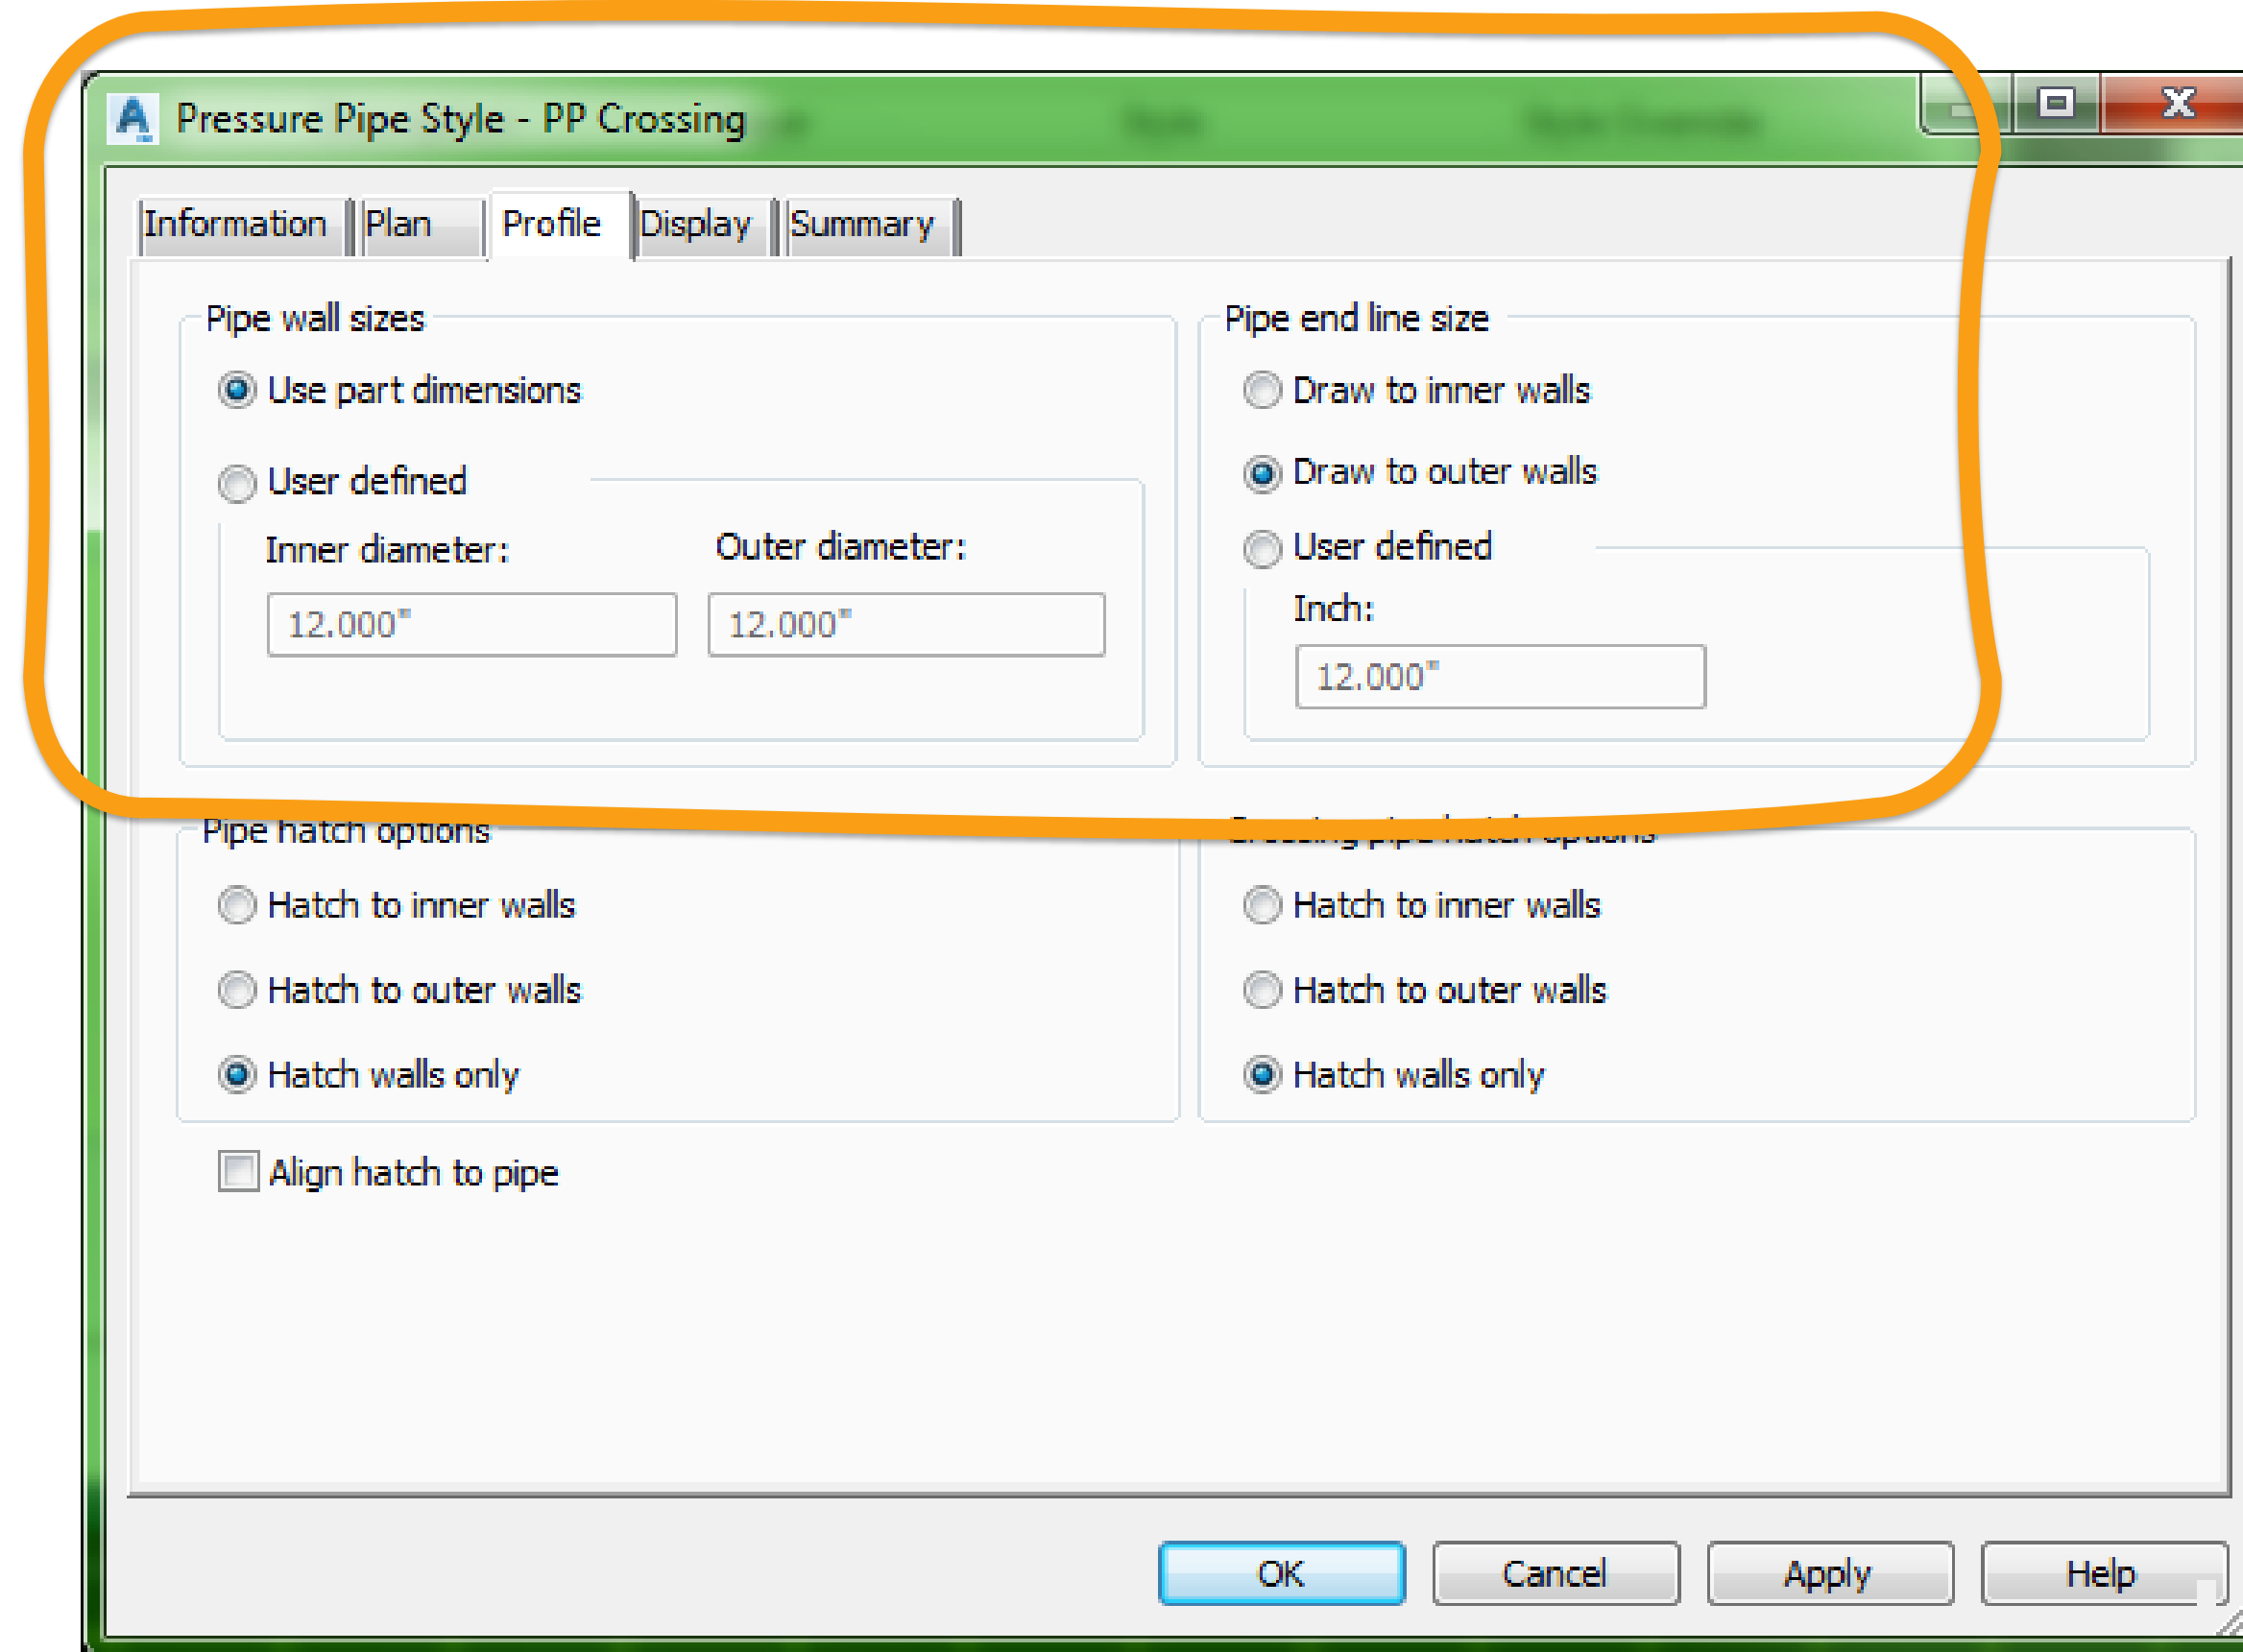 Pressure Pipe Style - PP Crossing
Information Plan Profile Display Summary
Pipe wall sizes
Use part dimensions
User defined
Inner diameter: Outer diameter:
12.000" 12.000"
Pipe end line size
Draw to inner walls
Draw to outer walls
User defined
Inch:
12.000"
Pipe hatch options
Hatch to inner walls
Hatch to outer walls
Hatch walls only
Align hatch to pipe
Crossing pipe hatch options
Hatch to inner walls
Hatch to outer walls
Hatch walls only
OK Cancel Apply Help